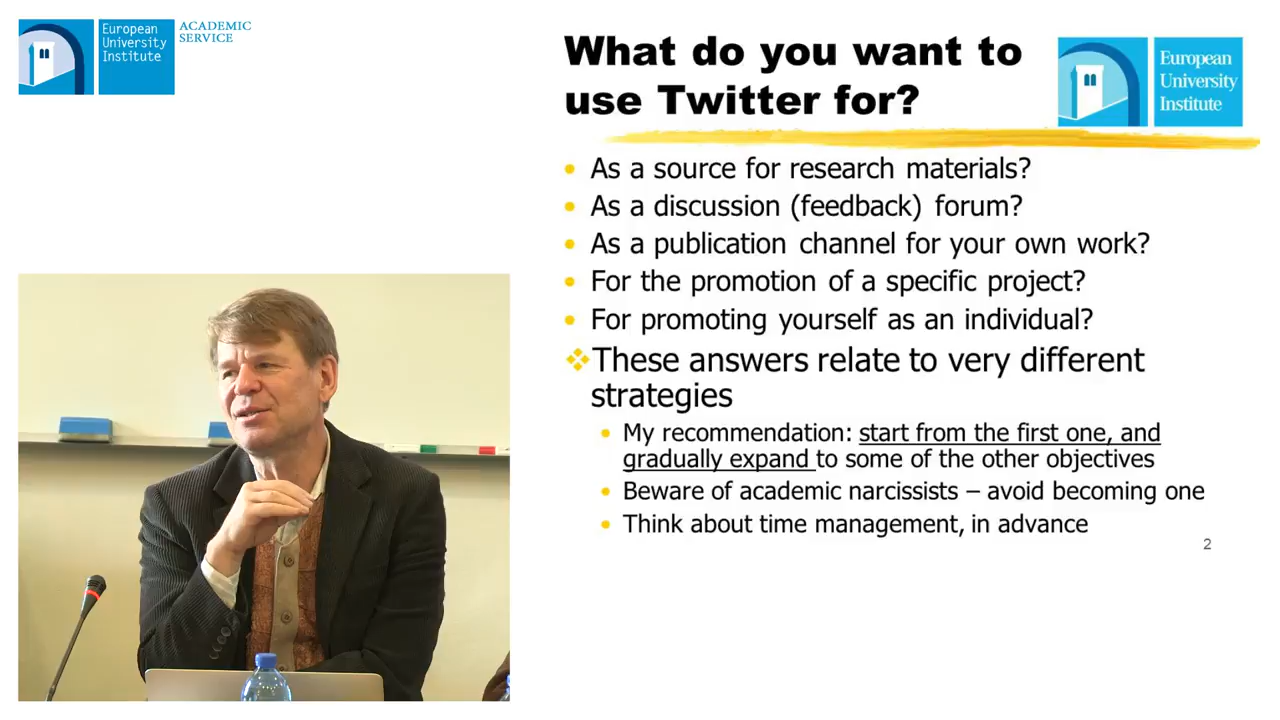 European
University
Institute
ACADEMIC
SERVICE
What do you want to
use Twitter for?
European
University
Institute
As a source for research materials?
As a discussion (feedback) forum?
As a publication channel for your own work?
For the promotion of a specific project?
For promoting yourself as an individual?
These answers relate to very different
strategies
My recommendation: start from the first one, and
gradually expand to some of the other objectives
Beware of academic narcissists – avoid becoming one
Think about time management, in advance
2